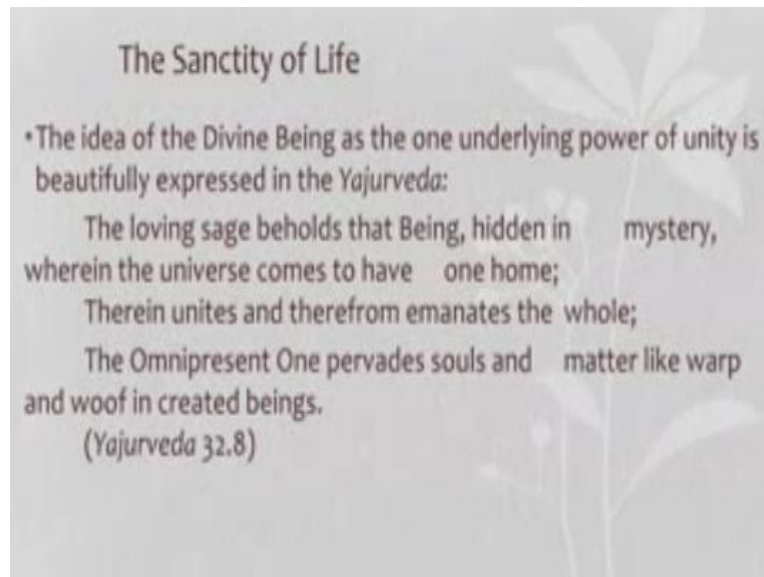 The Sanctity of Life
•The idea of the Divine Being as the one underlying power of unity is
beautifully expressed in the Yajurveda:
The loving sage beholds that Being, hidden in mystery,
wherein the universe comes to have one home;
Therein unites and therefrom emanates the whole;
The Omnipresent One pervades souls and matter like warp
and woof in created beings.
(Yajurveda 32.8)